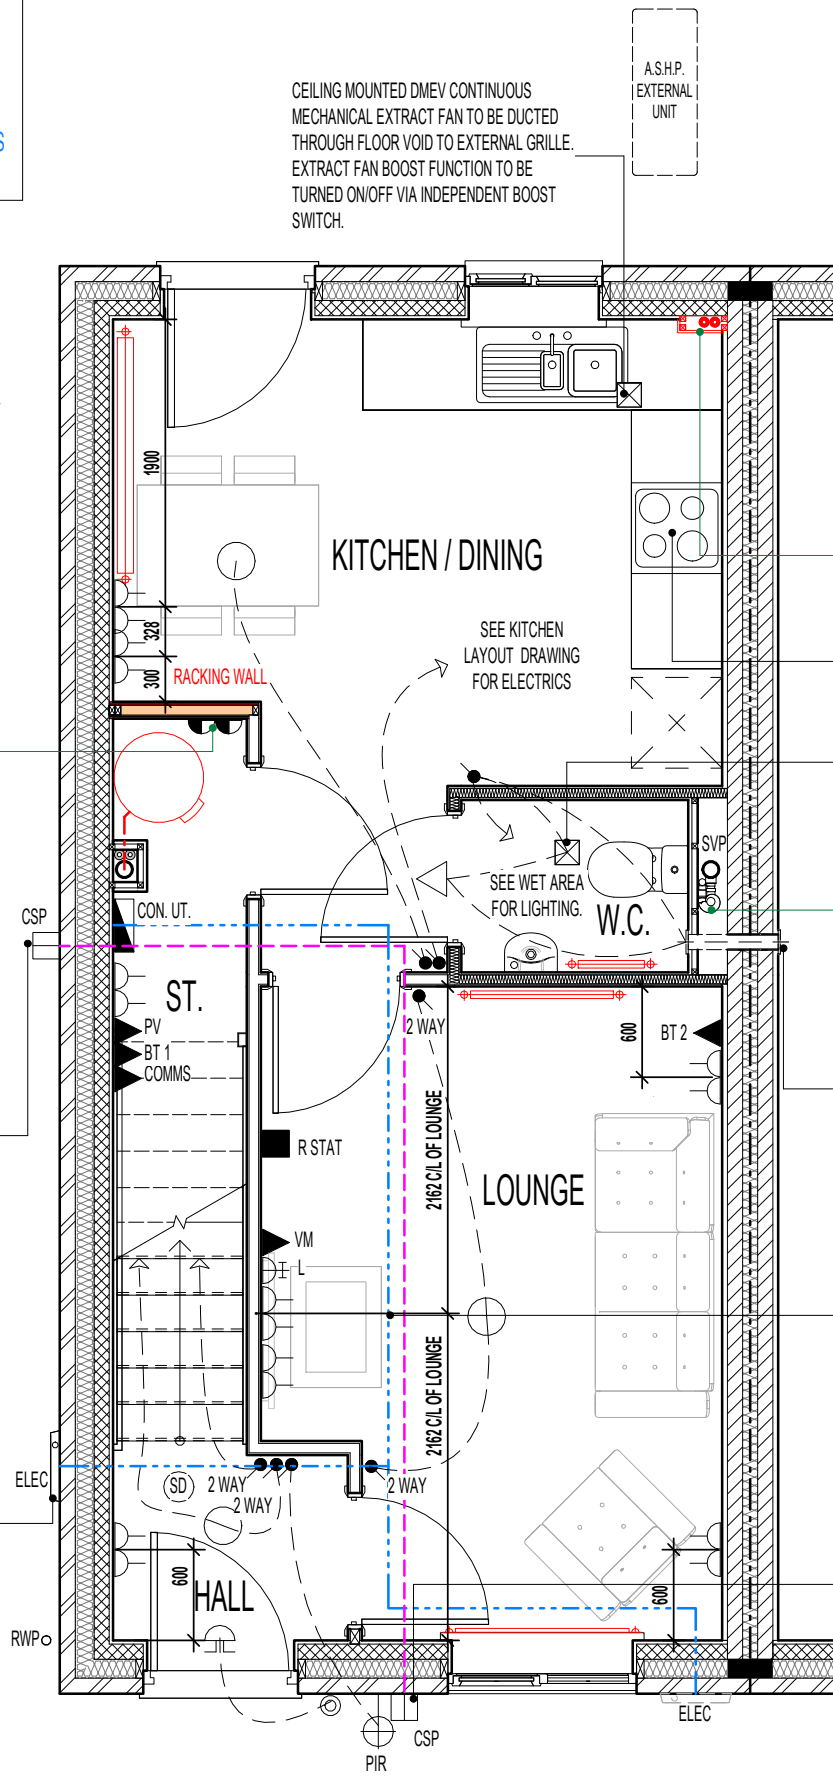 S
A.S.H.P.
EXTERNAL
UNIT
CEILING MOUNTED DMEV CONTINUOUS
MECHANICAL EXTRACT FAN TO BE DUCTED
THROUGH FLOOR VOID TO EXTERNAL GRILLE.
EXTRACT FAN BOOST FUNCTION TO BE
TURNED ON/OFF VIA INDEPENDENT BOOST
SWITCH.
1900
KITCHEN / DINING
328
SEE KITCHEN
LAYOUT DRAWING
FOR ELECTRICS
300
RACKING WALL
SVP
SEE WET AREA
FOR LIGHTING.
W.C.
CSP
CON. UT.
ST.
PV
BT 1
COMMS
2 WAY
600
BT 2
R STAT
2162 C/L OF LOUNGE
LOUNGE
VM
L
2162 C/L OF LOUNGE
ELEC
SD
2 WAY
2 WAY
2 WAY
600
HALL
600
RWP
ELEC
CSP
PIR